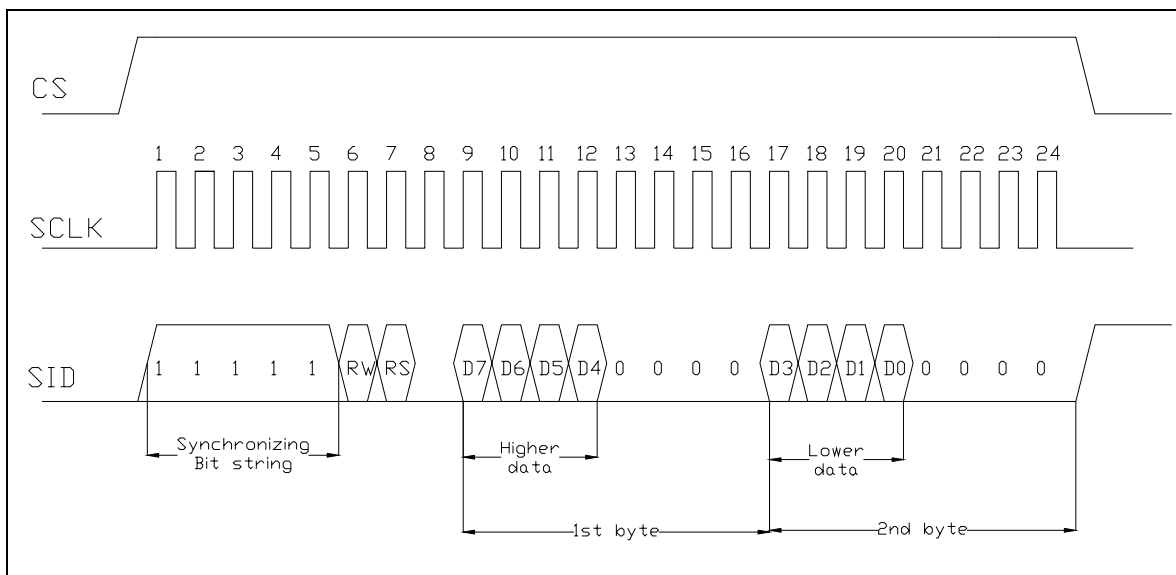 CS
1 2 3 4 5 6 7 8 9 10 11 12 13 14 15 16 17 18 19 20 21 22 23 24
SCLK
SID
1 1 1 1 1 RW RS D7 D6 D5 D4 0 0 0 0 D3 D2 D1 D0 0 0 0 0
Synchronizing
Bit string
Higher
data
Lower
data
1st byte
2nd byte